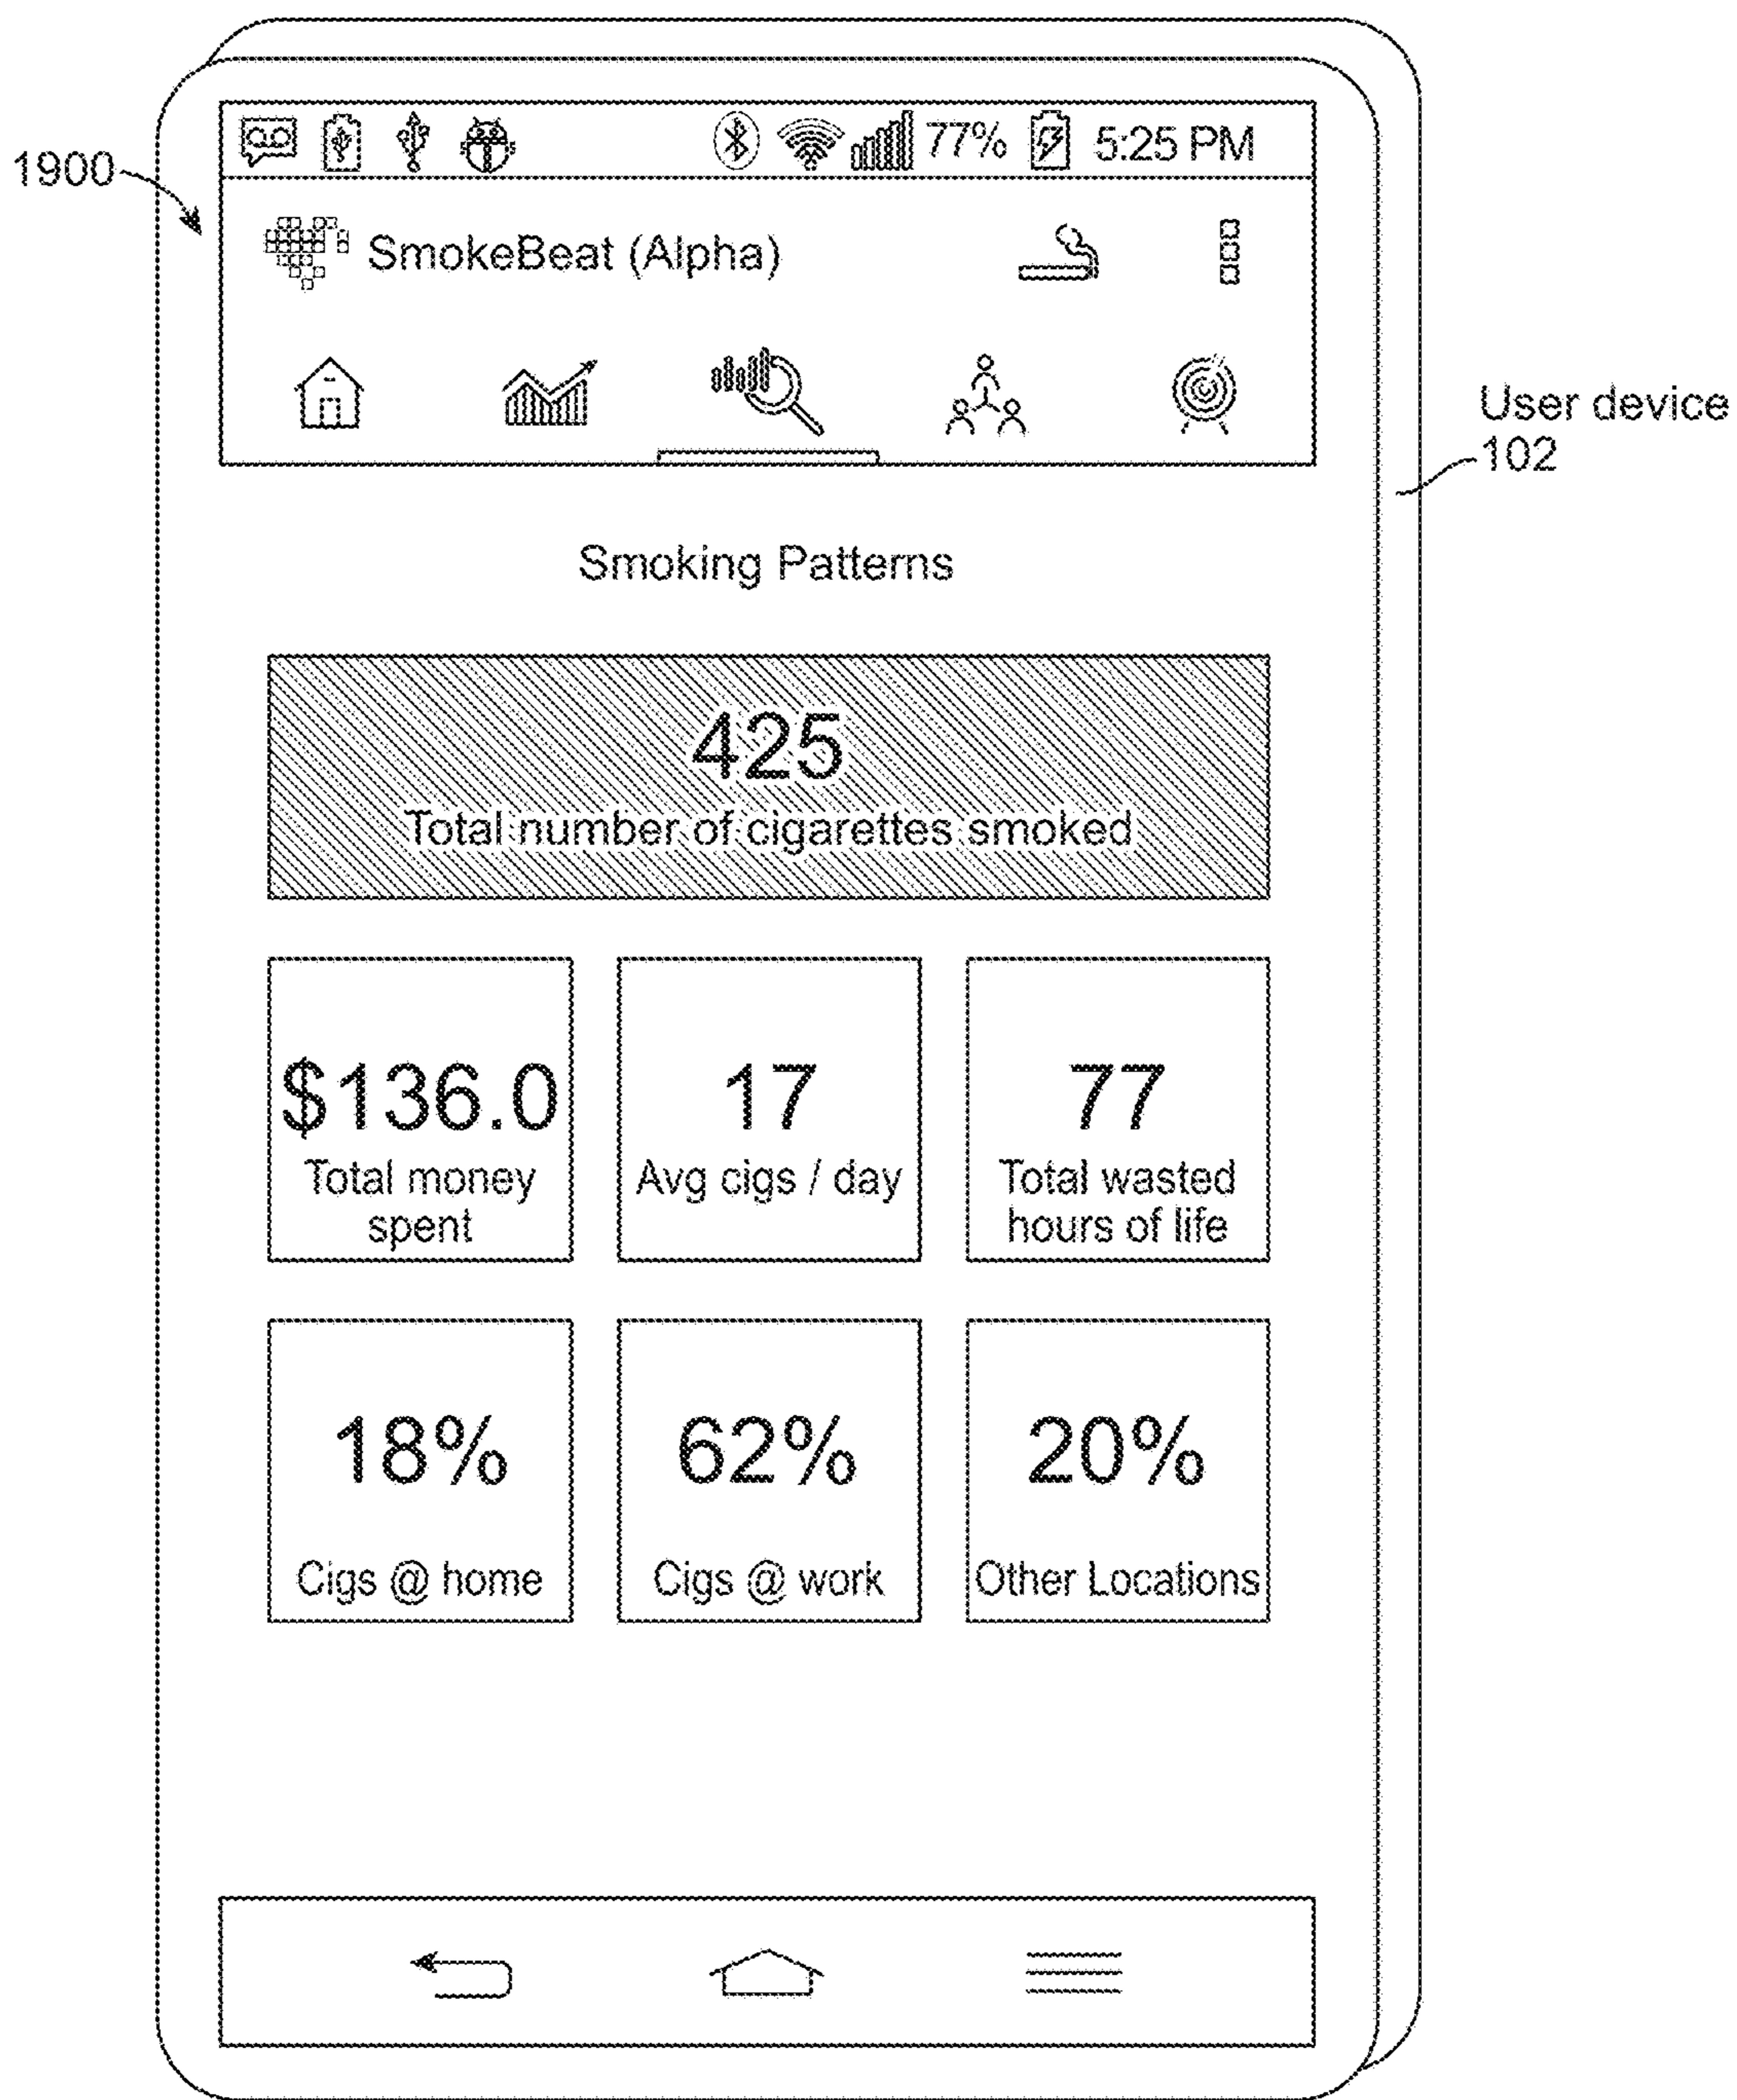 77% 5:25 PM
1900
SmokeBeat (Alpha)
User device
102
Smoking Patterns
425
Total number of cigarettes smoked
$136.0
Total money
spent
17
Avg cigs / day
77
Total wasted
hours of life
18%
Cigs @ home
62%
Cigs @ work
20%
Other Locations